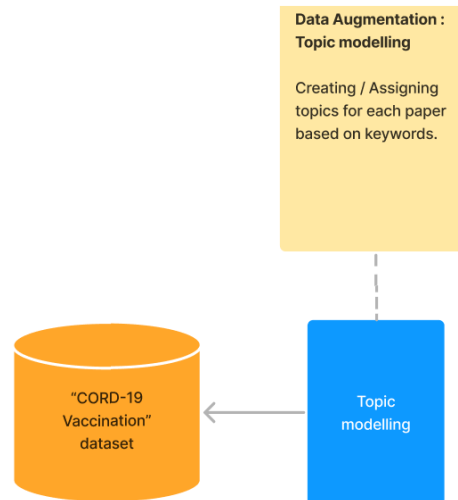 Data Augmentation :
Topic modelling
Creating / Assigning
topics for each paper
based on keywords.
“CORD-19
Vaccination”
dataset
Topic
modelling